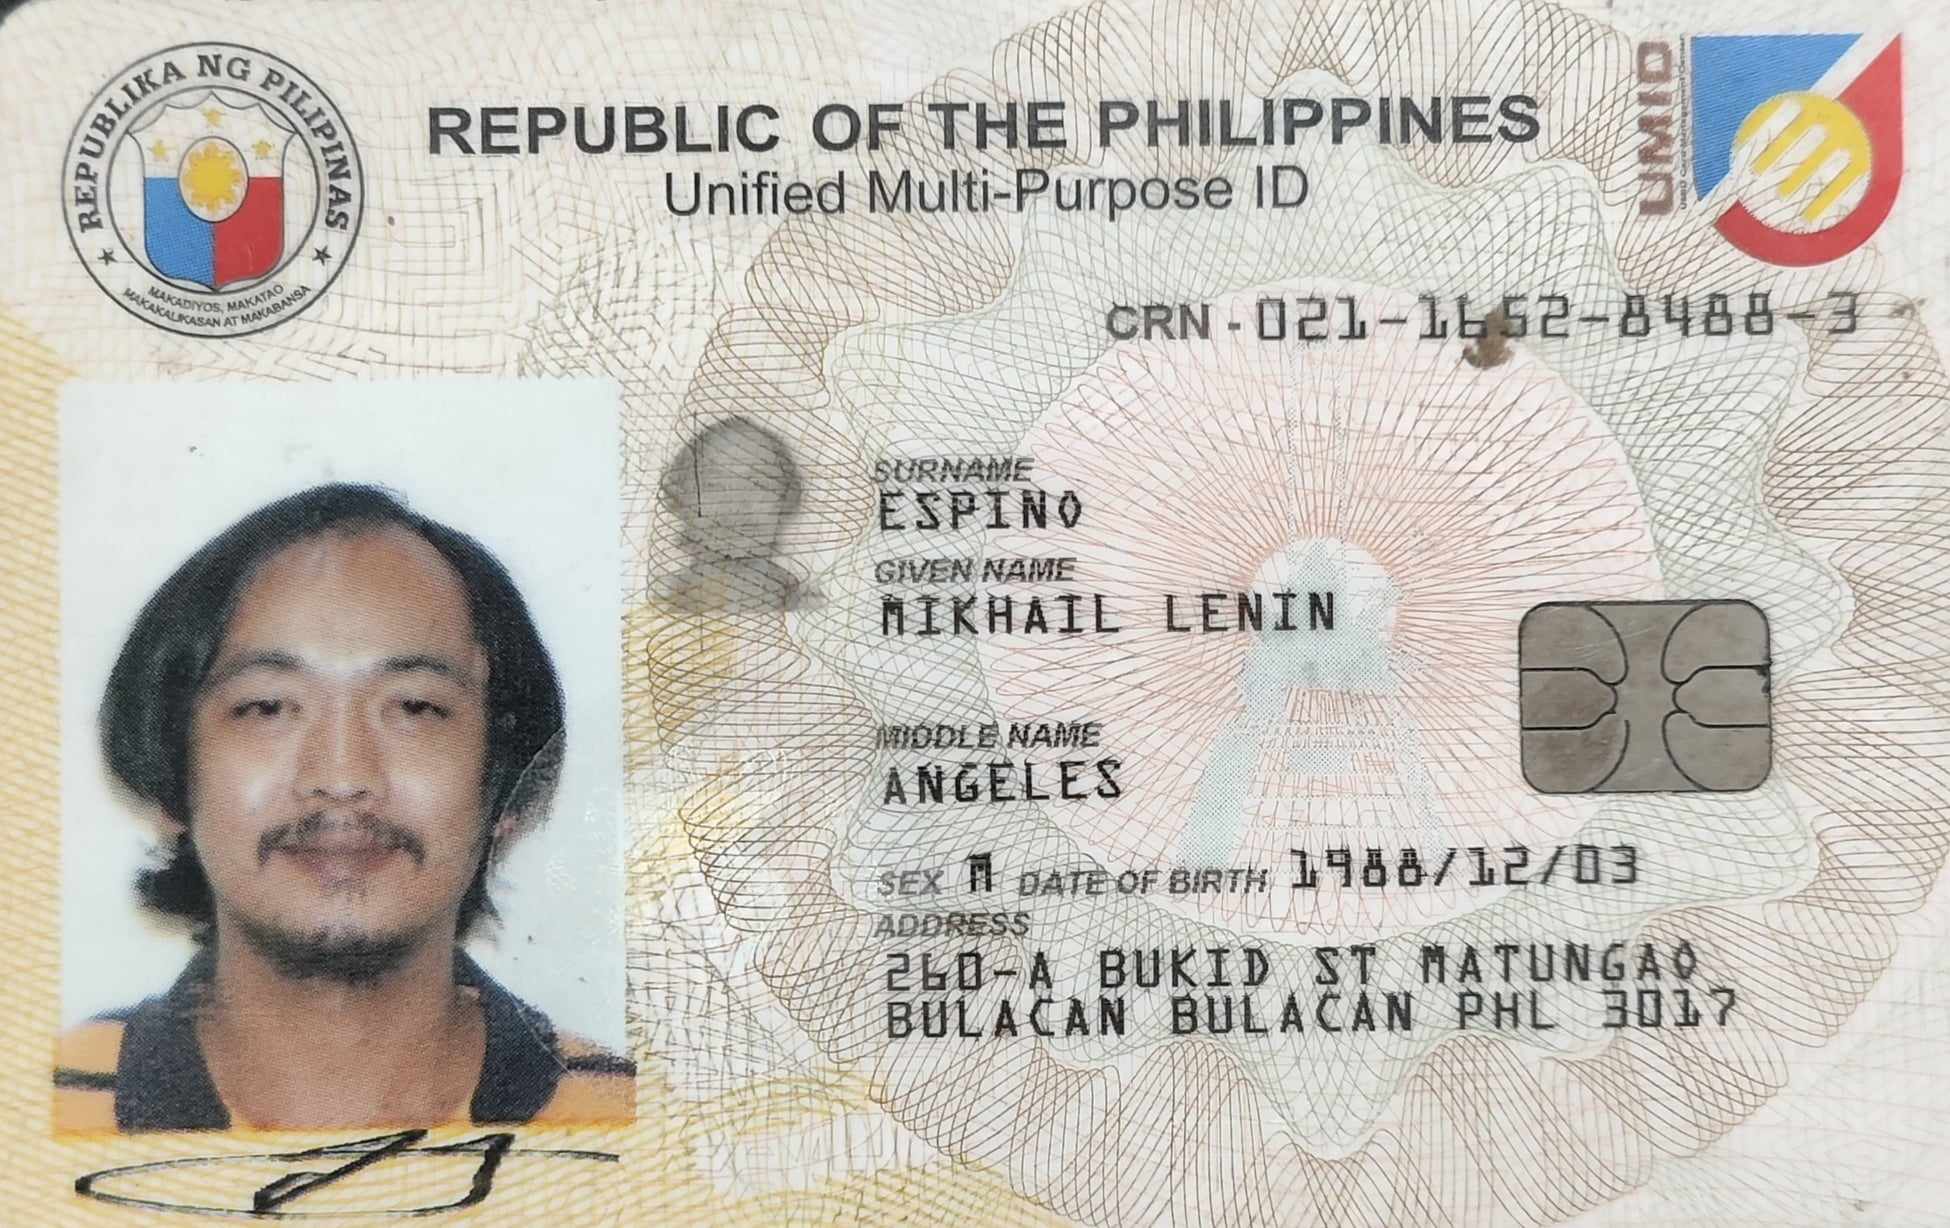 REPUBLIKA NG PILIPINAS
MAKADIYOS, MAKATAO
MAKAKALIKASAN AT MAKABANSA
REPUBLIC OF THE PHILIPPINES
Unified Multi-Purpose ID
UMID
CRN - 021-1652-8488-3
SURNAME
ESPINO
GIVEN NAME
MIKHAIL LENIN
MIDDLE NAME
ANGELES
SEX M DATE OF BIRTH 1988/12/03
ADDRESS
260-A BUKID ST MATUNGAO
BULACAN BULACAN PHL 3017